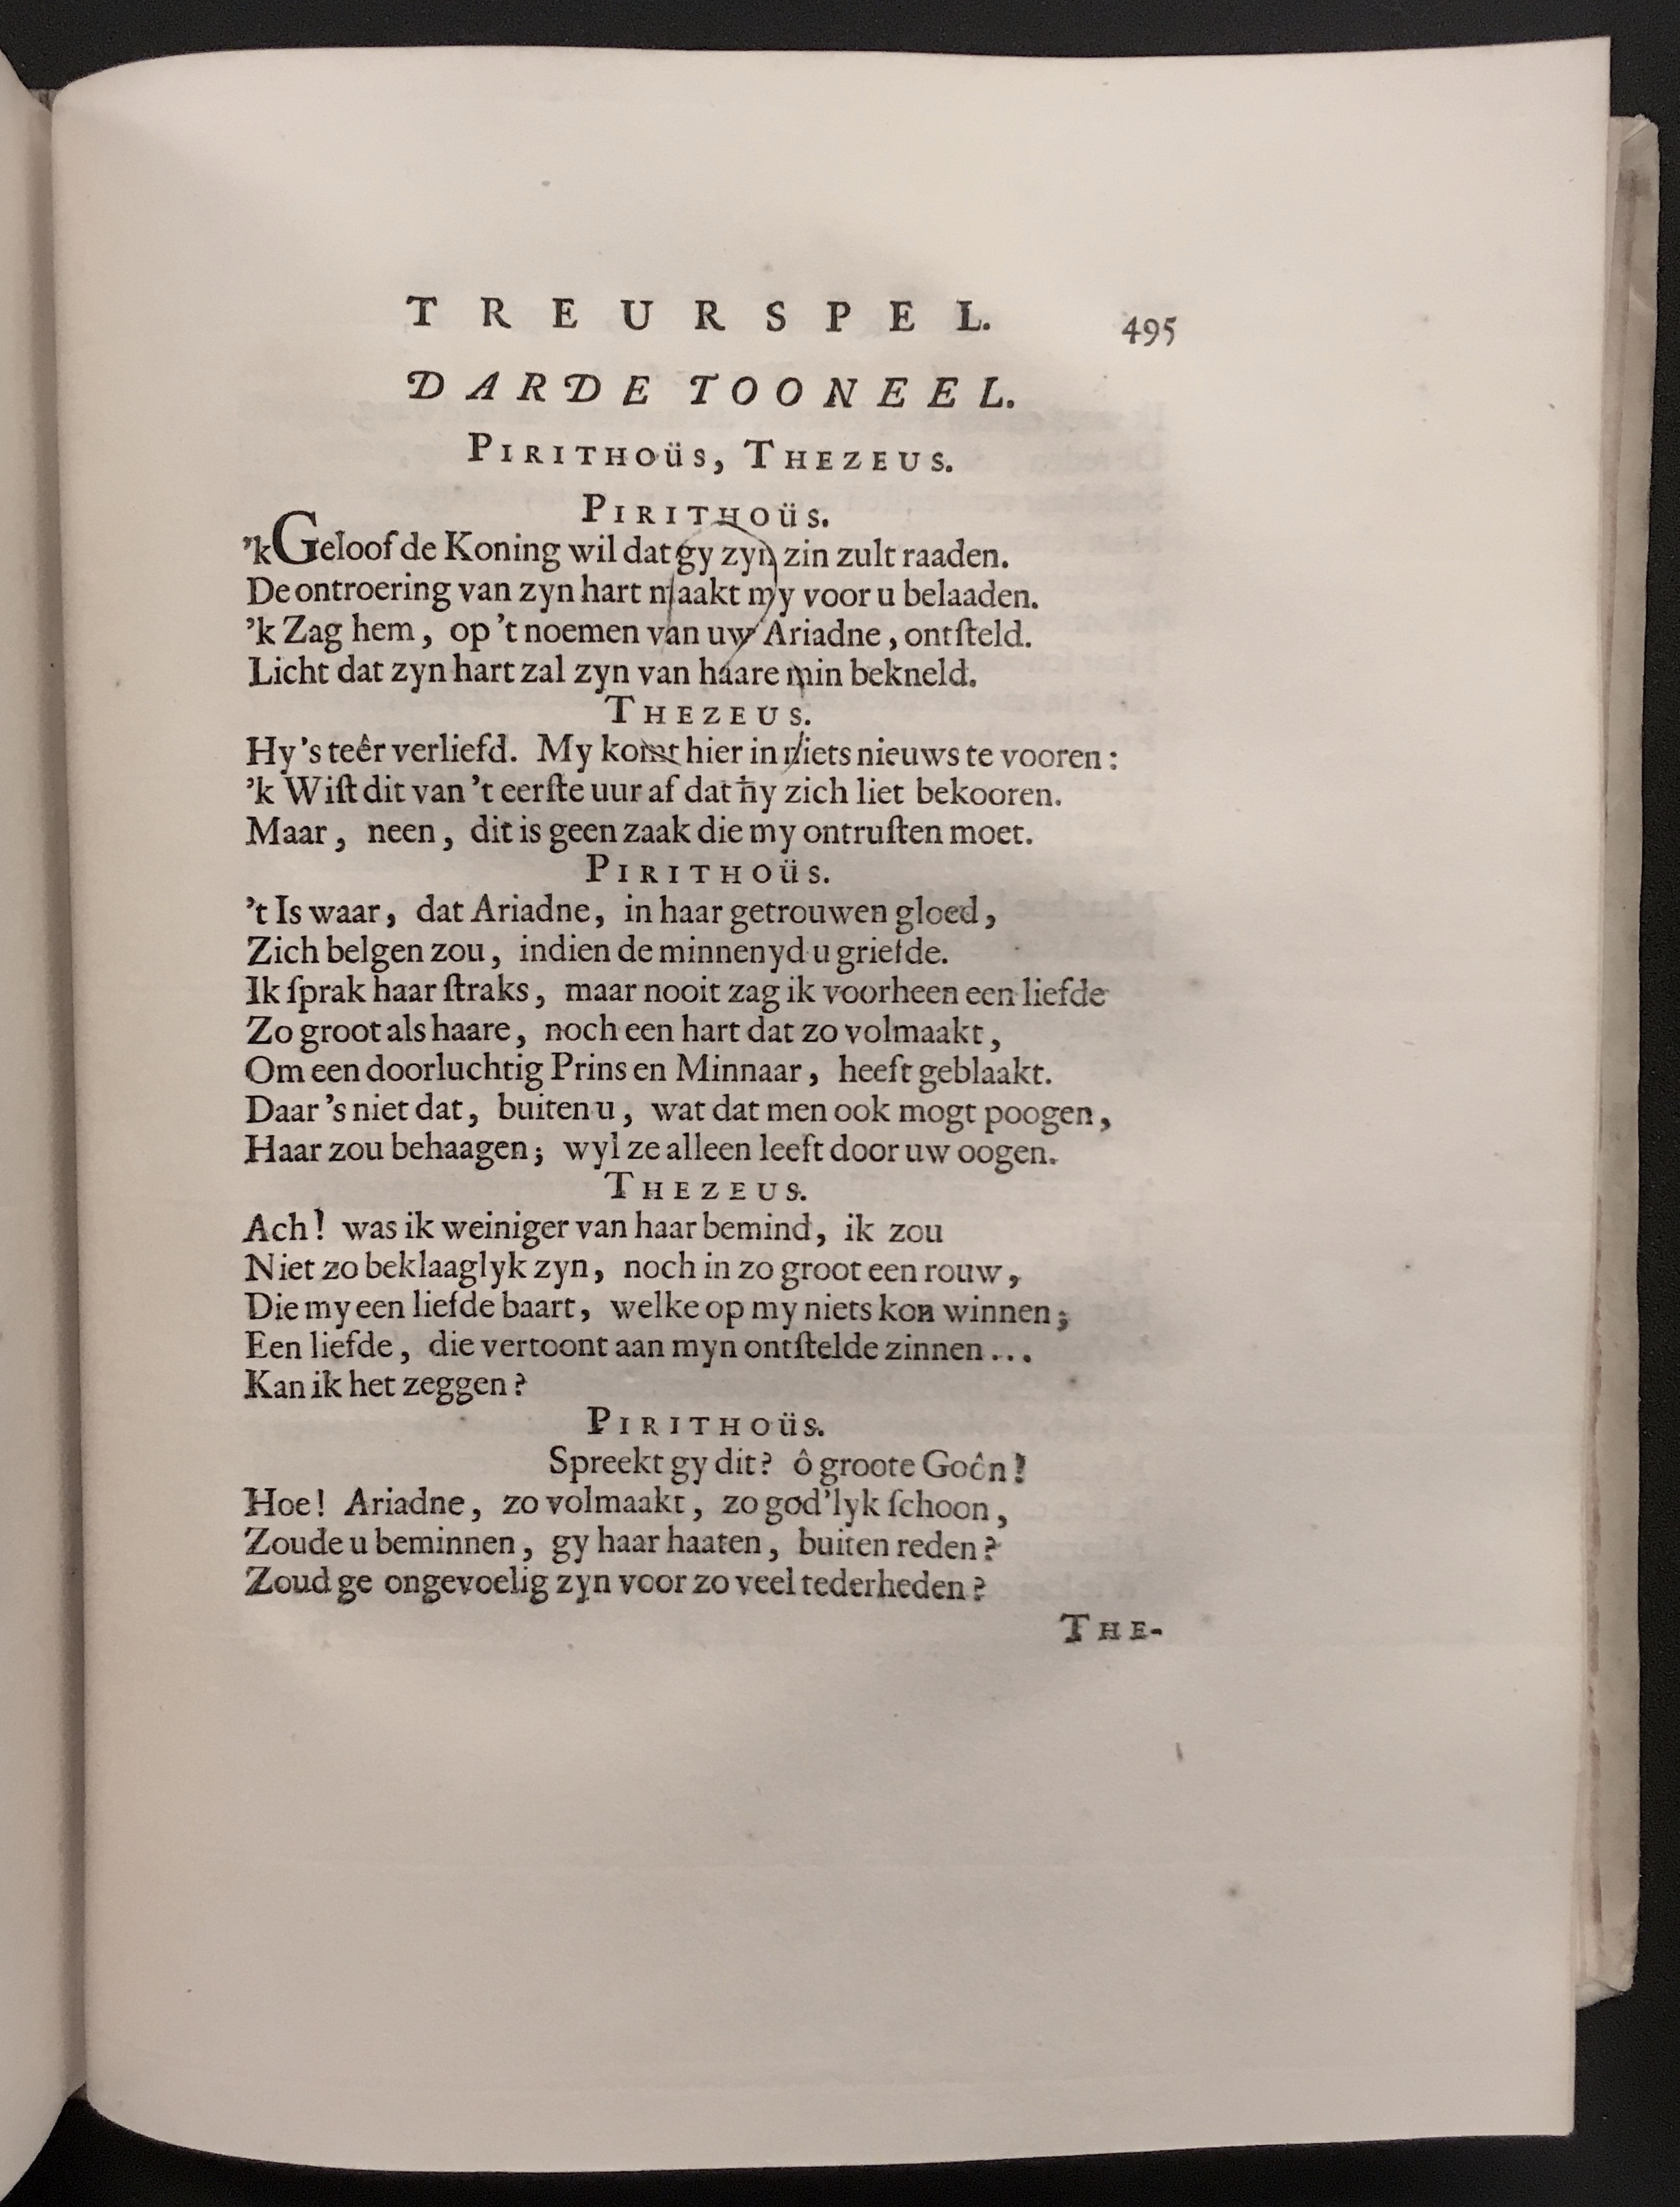 TREURSPEL. 495
DARDE TOONEEL.
PIRITHOüS, THEZEUS.
PIRITHOüS.
'kGeloof de Koning wil dat gy zyn zin zult raaden.
De ontroering van zyn hart maakt my voor u belaaden.
'k Zag hem, op 't noemen van uw Ariadne, ontſteld.
Licht dat zyn hart zal zyn van haare min bekneld.
THEZEUS.
Hy's teêr verliefd. My komt hier in niets nieuws te vooren:
'k Wiſt dit van 't eerſte uur af dat hy zich liet bekooren.
Maar, neen, dit is geen zaak die my ontruſten moet.
PIRITHOüS.
't Is waar, dat Ariadne, in haar getrouwen gloed,
Zich belgen zou, indien de minnenyd u griefde.
Ik ſprak haar ſtraks, maar nooit zag ik voorheen een liefde
Zo groot als haare, noch een hart dat zo volmaakt,
Om een doorluchtig Prins en Minnaar, heeft geblaakt.
Daar 's niet dat, buiten u, wat dat men ook mogt poogen,
Haar zou behaagen; wyl ze alleen leeft door uw oogen.
THEZEUS.
Ach! was ik weiniger van haar bemind, ik zou
Niet zo beklaaglyk zyn, noch in zo groot een rouw,
Die my een liefde baart, welke op my niets kon winnen;
Een liefde, die vertoont aan myn ontſtelde zinnen...
Kan ik het zeggen?
PIRITHOüS.
Spreekt gy dit? ô groote Goôn!
Hoe! Ariadne, zo volmaakt, zo god'lyk ſchoon,
Zoude u beminnen, gy haar haaten, buiten reden?
Zoud ge ongevoelig zyn voor zo veel tederheden?
THE-